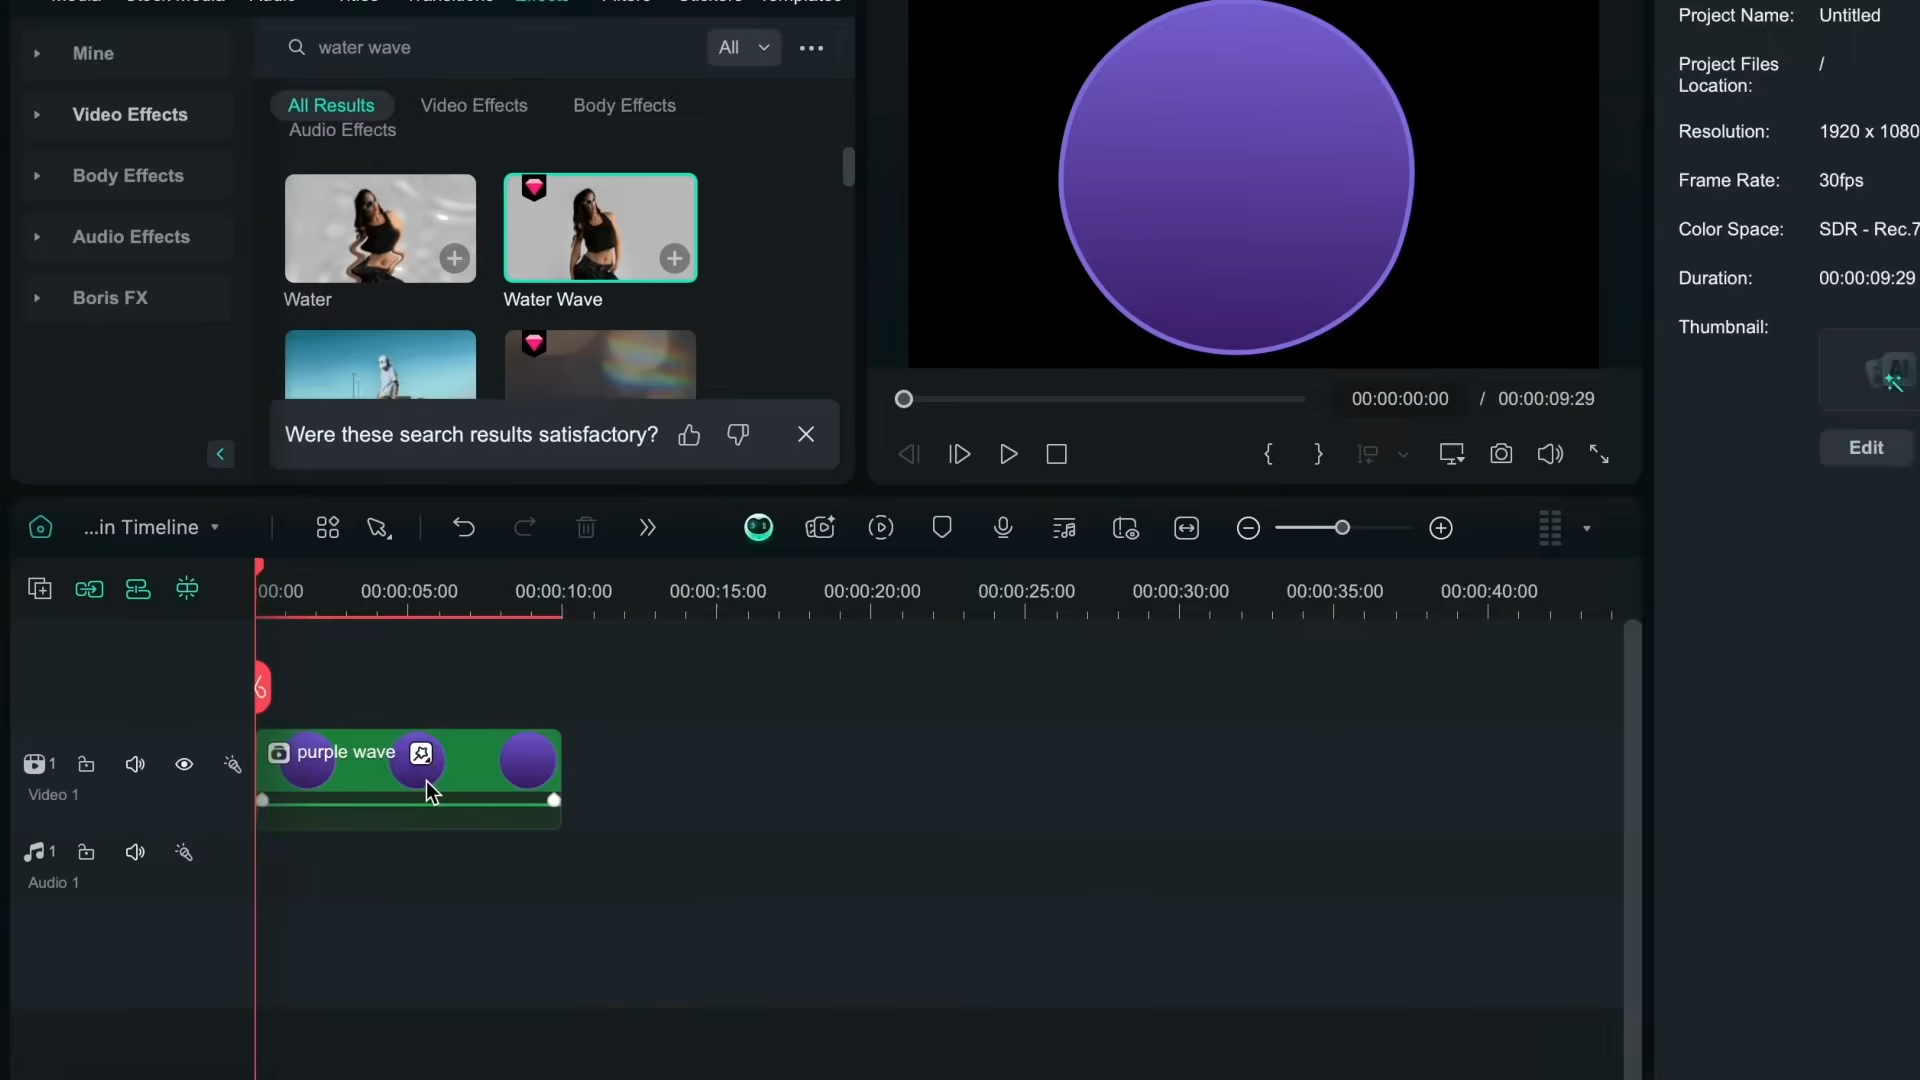 Effects
Templates
Mine
Video Effects
Body Effects
Audio Effects
Boris FX
water wave
All
All Results
Video Effects
Body Effects
Audio Effects
Water
Water Wave
Were these search results satisfactory?
00:00:00:00 / 00:00:09:29
Project Name: Untitled
Project Files Location: /
Resolution: 1920 x 1080
Frame Rate: 30fps
Color Space: SDR - Rec.7
Duration: 00:00:09:29
Thumbnail:
AI
Edit
...in Timeline
:00:00 00:00:05:00 00:00:10:00 00:00:15:00 00:00:20:00 00:00:25:00 00:00:30:00 00:00:35:00 00:00:40:00
purple wave
1
Video 1
1
Audio 1